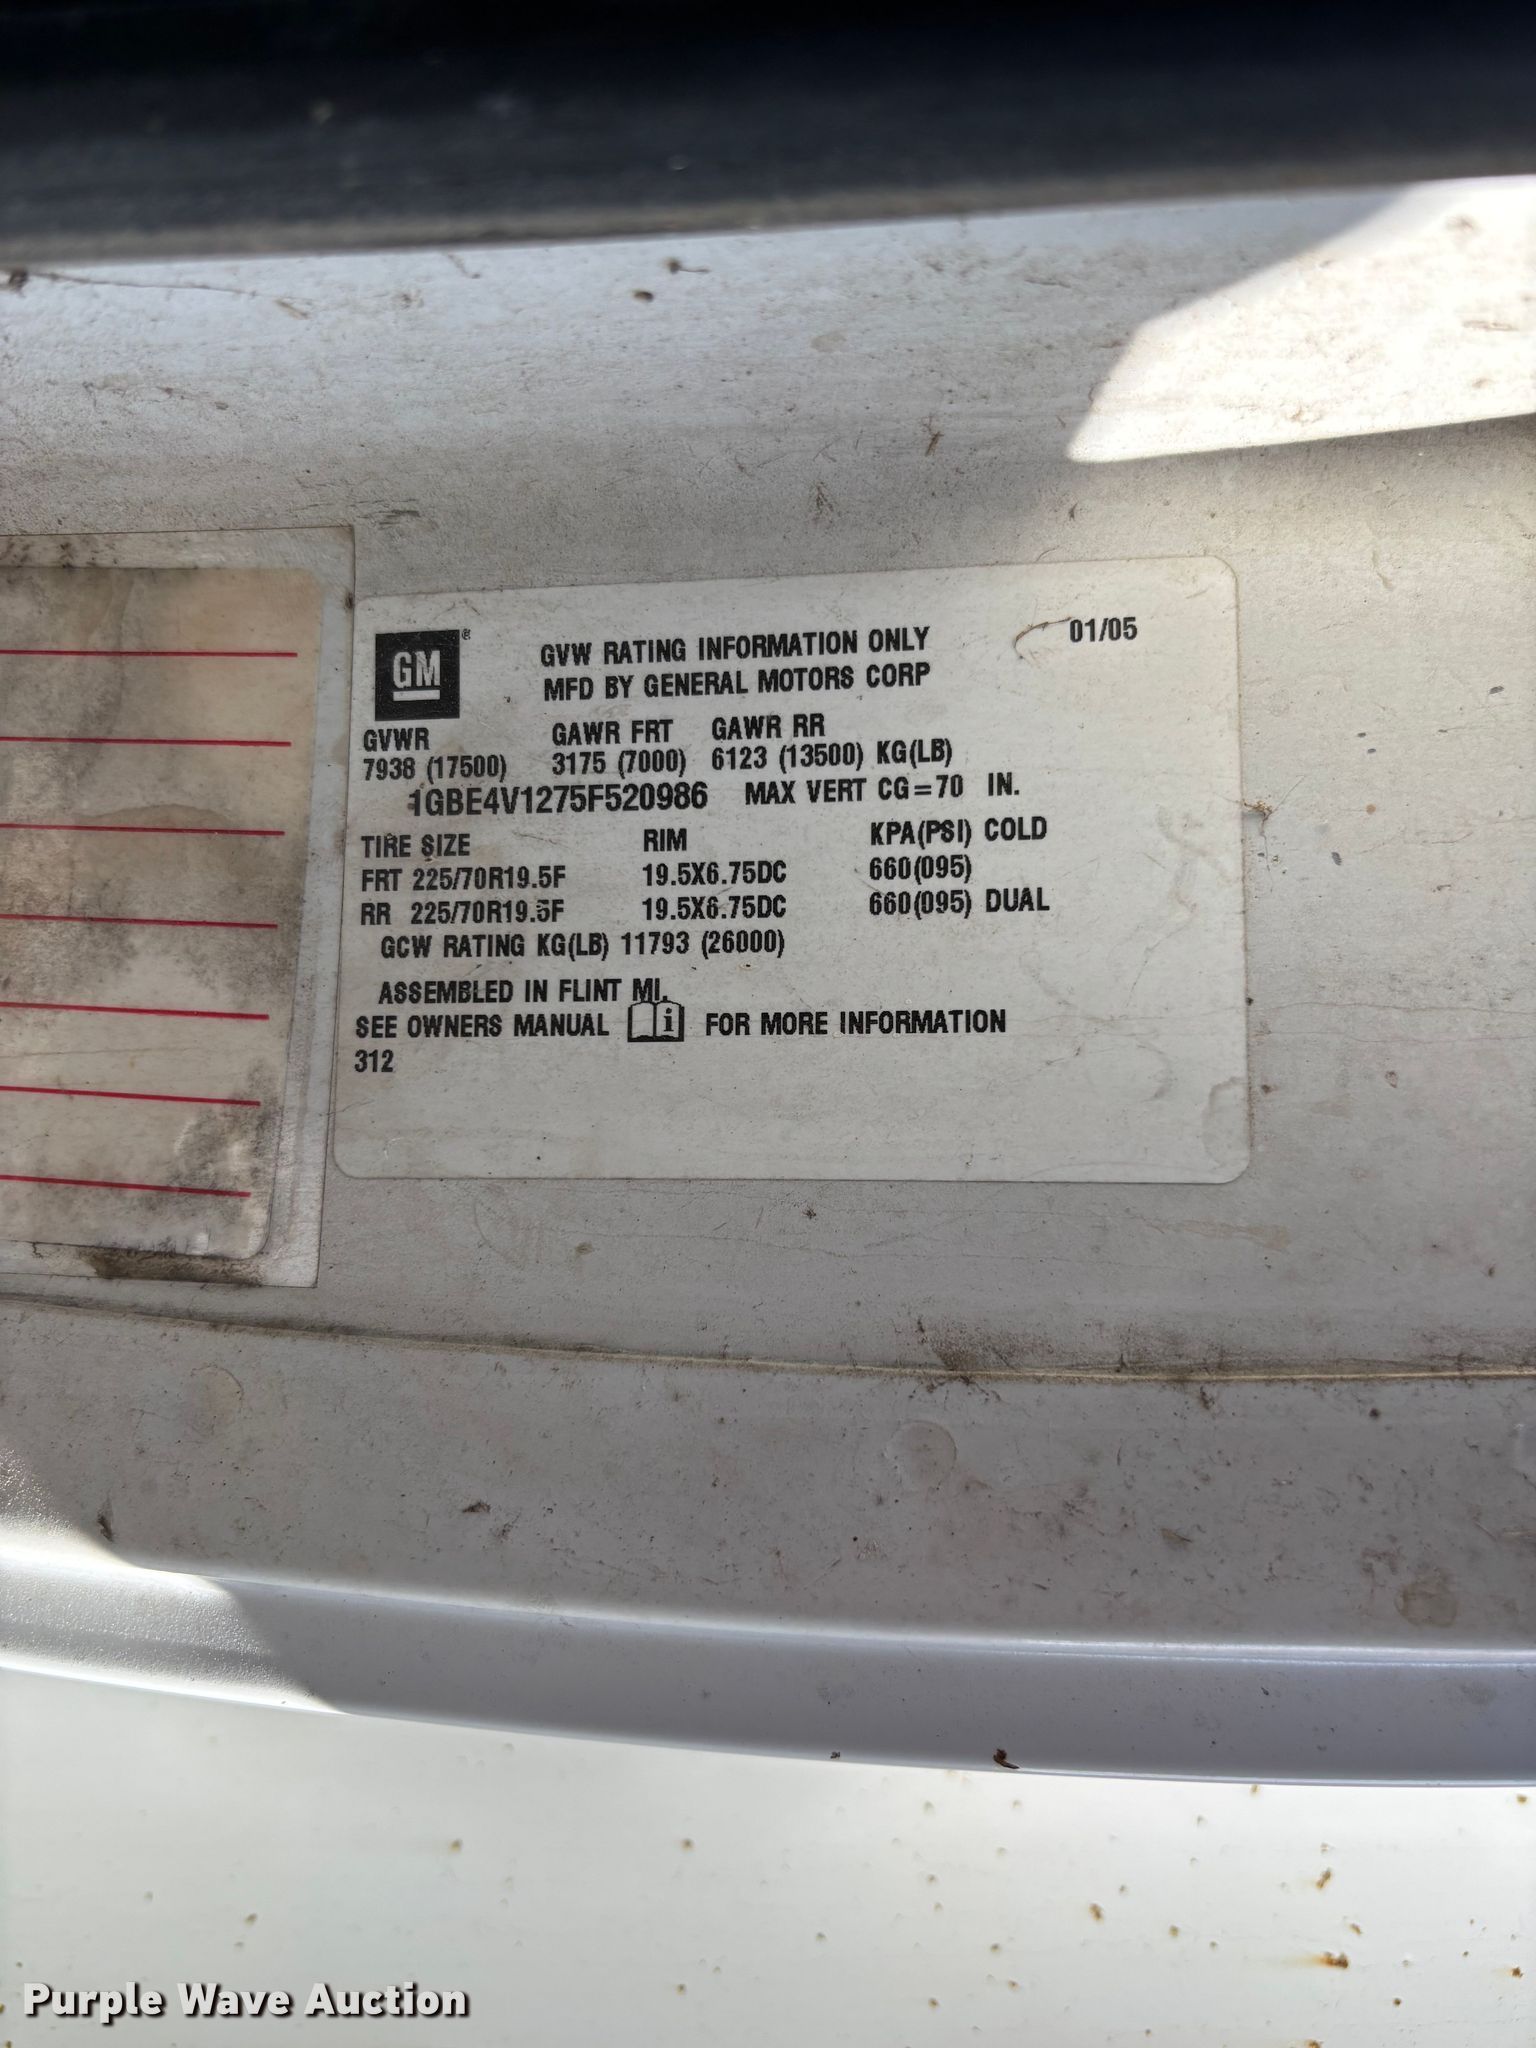 GM ®
GVW RATING INFORMATION ONLY 01/05
MFD BY GENERAL MOTORS CORP
GVWR GAWR FRT GAWR RR
7938 (17500) 3175 (7000) 6123 (13500) KG(LB)
1GBE4V1275F520986 MAX VERT CG=70 IN.
TIRE SIZE RIM KPA(PSI) COLD
FRT 225/70R19.5F 19.5X6.75DC 660(095)
RR 225/70R19.5F 19.5X6.75DC 660(095) DUAL
GCW RATING KG(LB) 11793 (26000)
ASSEMBLED IN FLINT MI.
SEE OWNERS MANUAL i FOR MORE INFORMATION
312
Purple Wave Auction